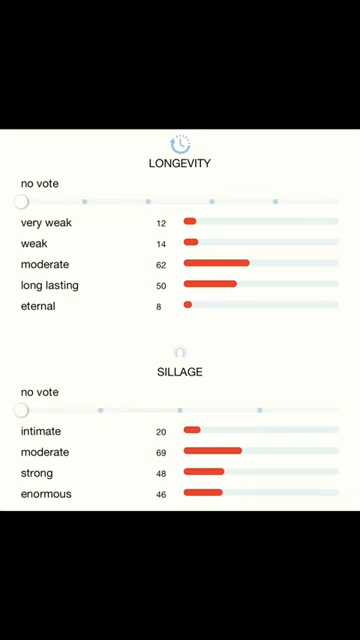 LONGEVITY
no vote
very weak 12
weak 14
moderate 62
long lasting 50
eternal 8
SILLAGE
no vote
intimate 20
moderate 69
strong 48
enormous 46